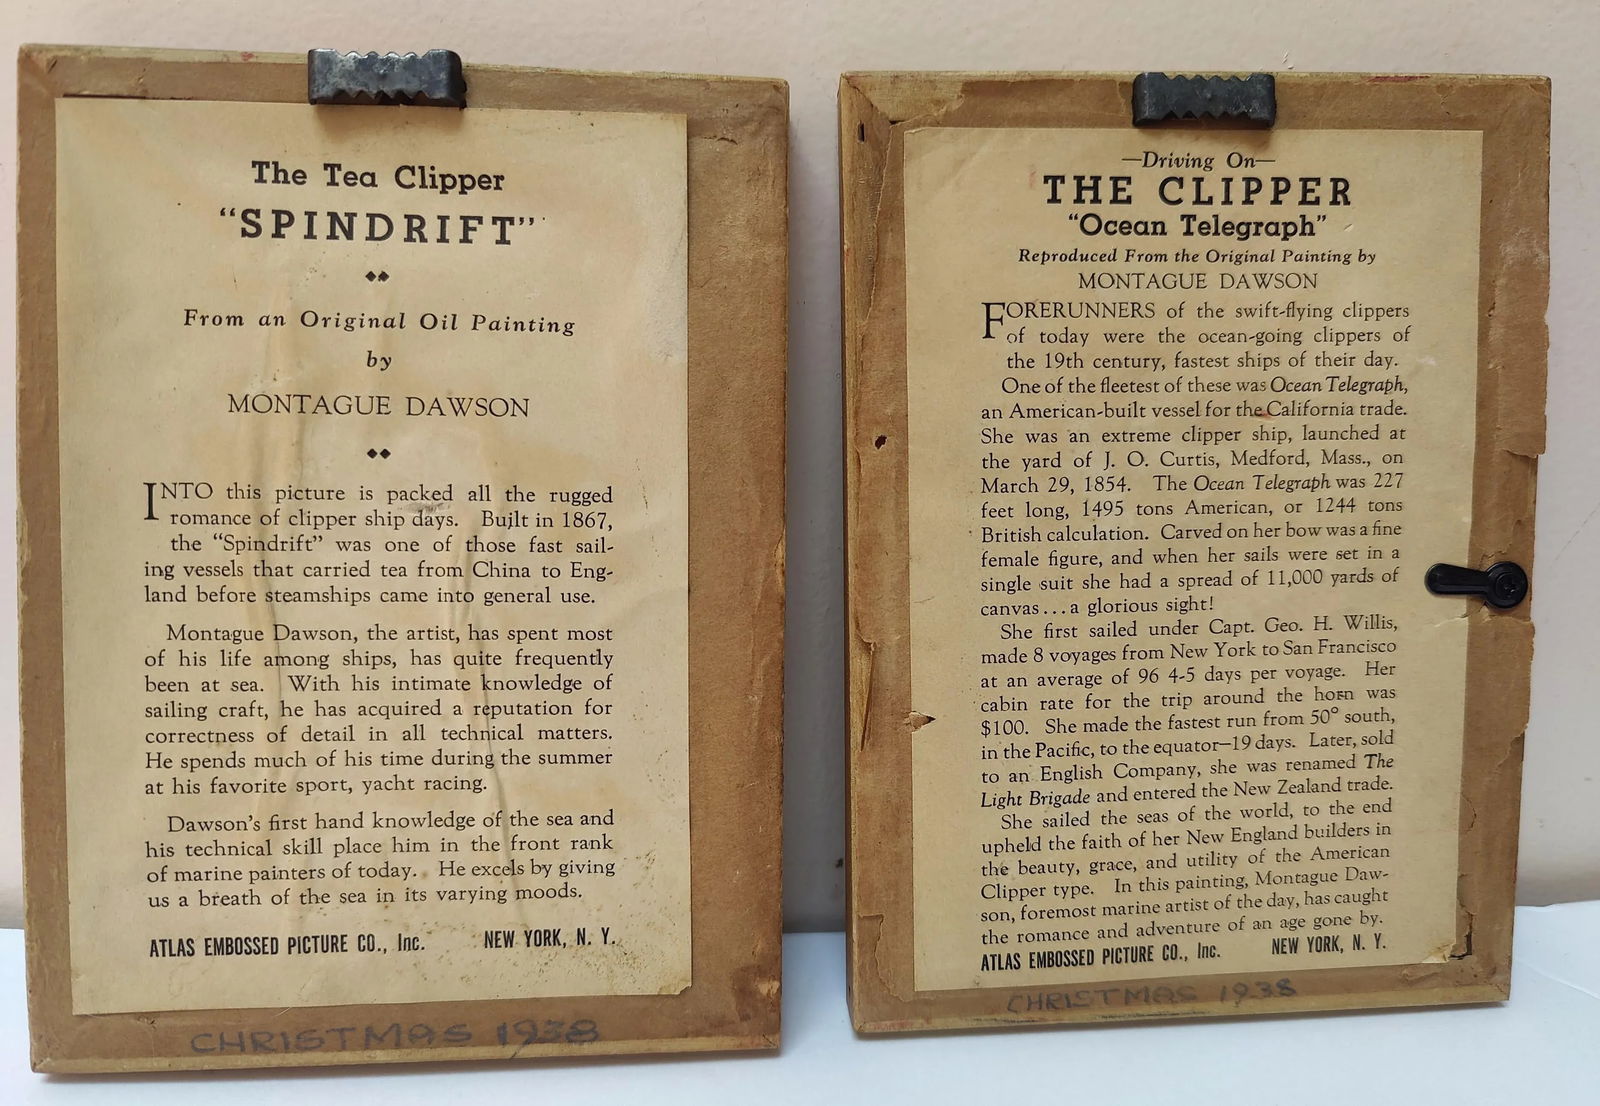 The Tea Clipper
“SPINDRIFT”
From an Original Oil Painting
by
MONTAGUE DAWSON
INTO this picture is packed all the rugged
romance of clipper ship days. Built in 1867,
the “Spindrift” was one of those fast sail-
ing vessels that carried tea from China to Eng-
land before steamships came into general use.
Montague Dawson, the artist, has spent most
of his life among ships, has quite frequently
been at sea. With his intimate knowledge of
sailing craft, he has acquired a reputation for
correctness of detail in all technical matters.
He spends much of his time during the summer
at his favorite sport, yacht racing.
Dawson’s first hand knowledge of the sea and
his technical skill place him in the front rank
of marine painters of today. He excels by giving
us a breath of the sea in its varying moods.
ATLAS EMBOSSED PICTURE CO., Inc. NEW YORK, N. Y.
CHRISTMAS 1938
—Driving On—
THE CLIPPER
“Ocean Telegraph”
Reproduced From the Original Painting by
MONTAGUE DAWSON
FORERUNNERS of the swift-flying clippers
of today were the ocean-going clippers of
the 19th century, fastest ships of their day.
One of the fleetest of these was Ocean Telegraph,
an American-built vessel for the California trade.
She was an extreme clipper ship, launched at
the yard of J. O. Curtis, Medford, Mass., on
March 29, 1854. The Ocean Telegraph was 227
feet long, 1495 tons American, or 1244 tons
British calculation. Carved on her bow was a fine
female figure, and when her sails were set in a
single suit she had a spread of 11,000 yards of
canvas...a glorious sight!
She first sailed under Capt. Geo. H. Willis,
made 8 voyages from New York to San Francisco
at an average of 96 4-5 days per voyage. Her
cabin rate for the trip around the horn was
$100. She made the fastest run from 50° south,
in the Pacific, to the equator—19 days. Later, sold
to an English Company, she was renamed The
Light Brigade and entered the New Zealand trade.
She sailed the seas of the world, to the end
upheld the faith of her New England builders in
the beauty, grace, and utility of the American
Clipper type. In this painting, Montague Daw-
son, foremost marine artist of the day, has caught
the romance and adventure of an age gone by.
ATLAS EMBOSSED PICTURE CO., Inc. NEW YORK, N. Y.
CHRISTMAS 1938